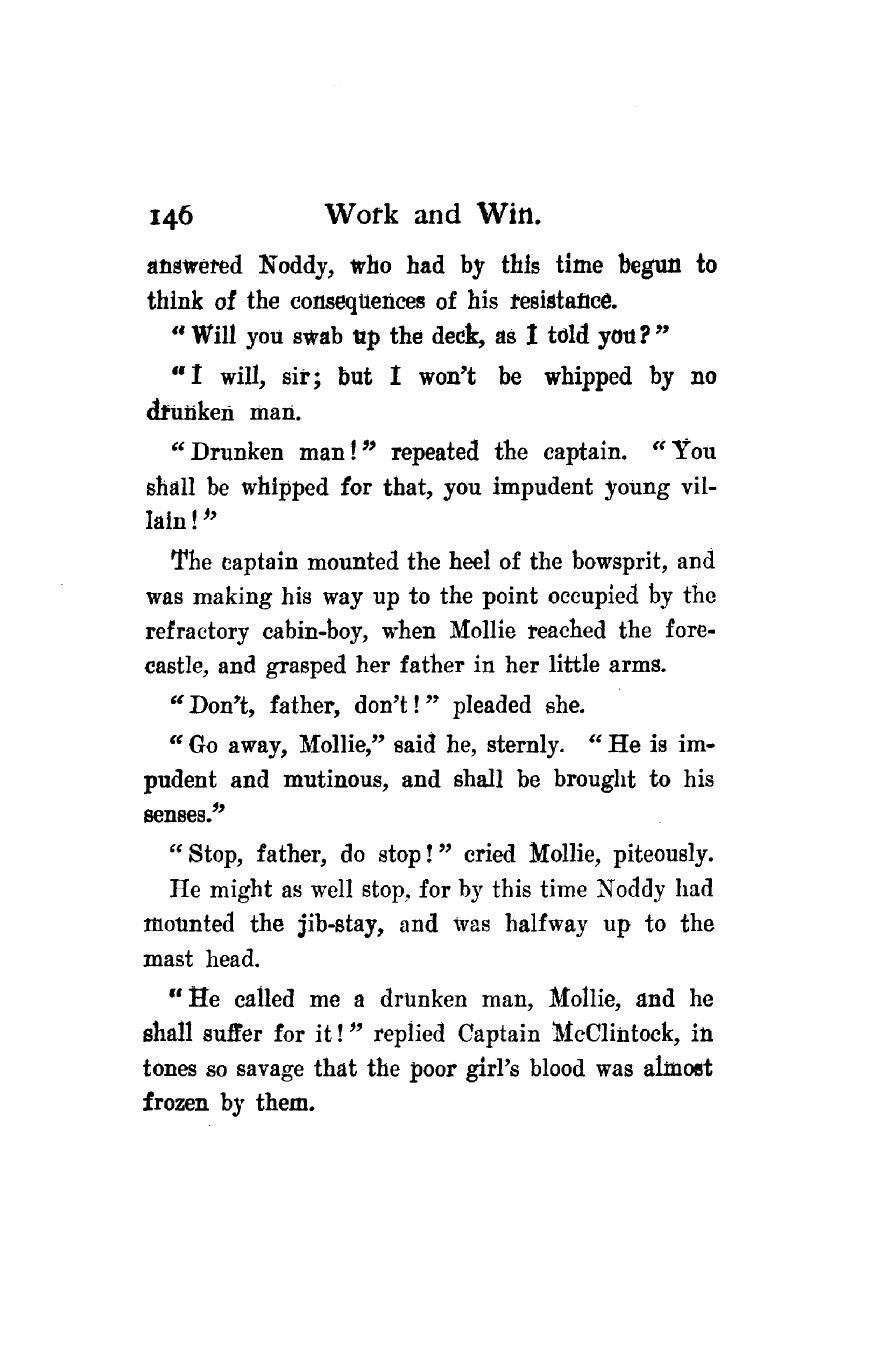 146 Work and Win.
answered Noddy, who had by this time begun to
think of the consequences of his resistance.
“Will you swab up the deck, as I told you?”
“I will, sir; but I won’t be whipped by no
drunken man.
“Drunken man!” repeated the captain. “You
shall be whipped for that, you impudent young vil-
lain!”
The captain mounted the heel of the bowsprit, and
was making his way up to the point occupied by the
refractory cabin-boy, when Mollie reached the fore-
castle, and grasped her father in her little arms.
“Don’t, father, don’t!” pleaded she.
“Go away, Mollie,” said he, sternly. “He is im-
pudent and mutinous, and shall be brought to his
senses.”
“Stop, father, do stop!” cried Mollie, piteously.
He might as well stop, for by this time Noddy had
mounted the jib-stay, and was halfway up to the
mast head.
“He called me a drunken man, Mollie, and he
shall suffer for it!” replied Captain McClintock, in
tones so savage that the poor girl’s blood was almost
frozen by them.